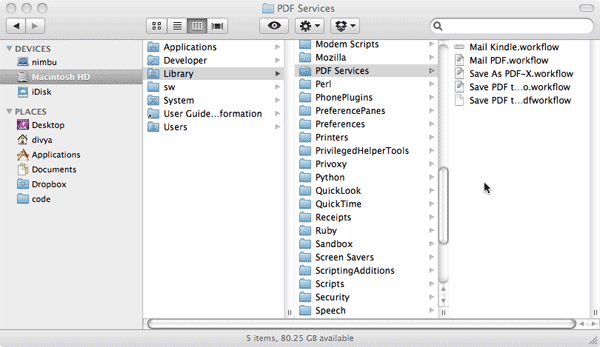 PDF Services
DEVICES
nimbu
Macintosh HD
iDisk
PLACES
Desktop
divya
Applications
Documents
Dropbox
code
Applications
Developer
Library
sw
System
User Guide...formation
Users
Modem Scripts
Mozilla
PDF Services
Perl
PhonePlugins
PreferencePanes
Preferences
Printers
PrivilegedHelperTools
Privoxy
Python
QuickLook
QuickTime
Receipts
Ruby
Sandbox
Screen Savers
ScriptingAdditions
Scripts
Security
Speech
Mail Kindle.workflow
Mail PDF.workflow
Save As PDF-X.workflow
Save PDF t...o.workflow
Save PDF t...dfworkflow
5 items, 80.25 GB available